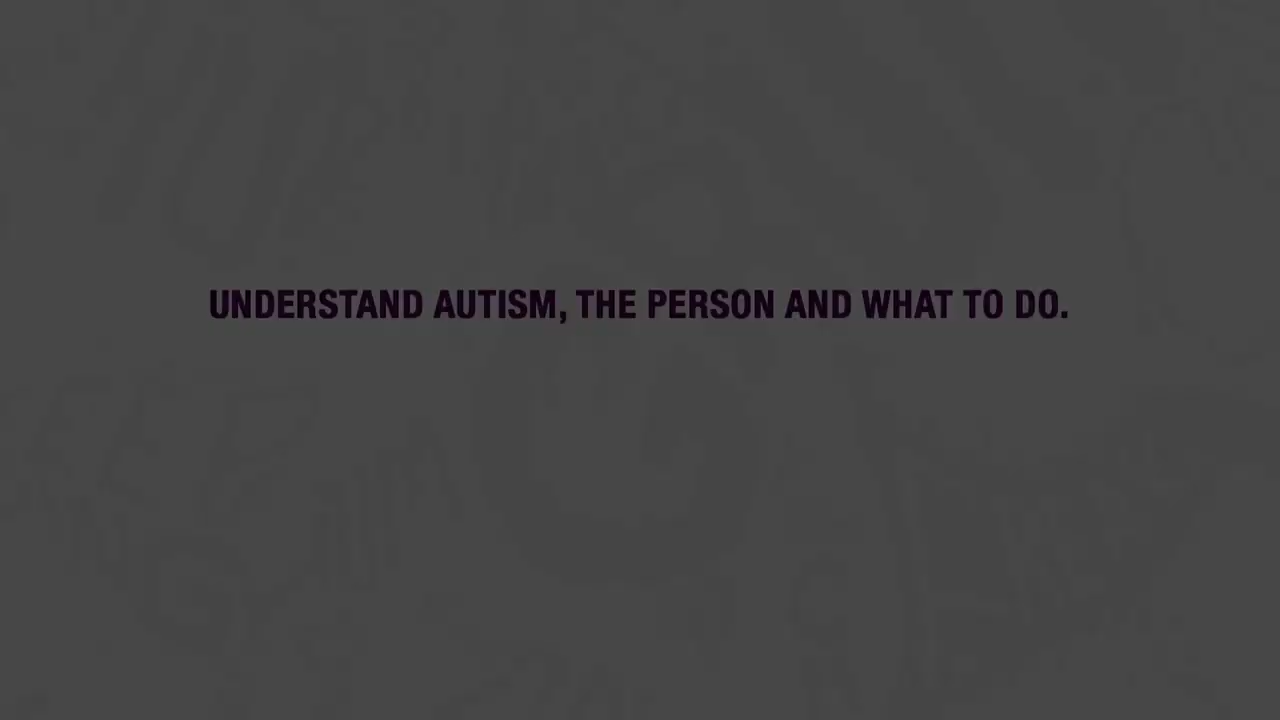 UNDERSTAND AUTISM, THE PERSON AND WHAT TO DO.